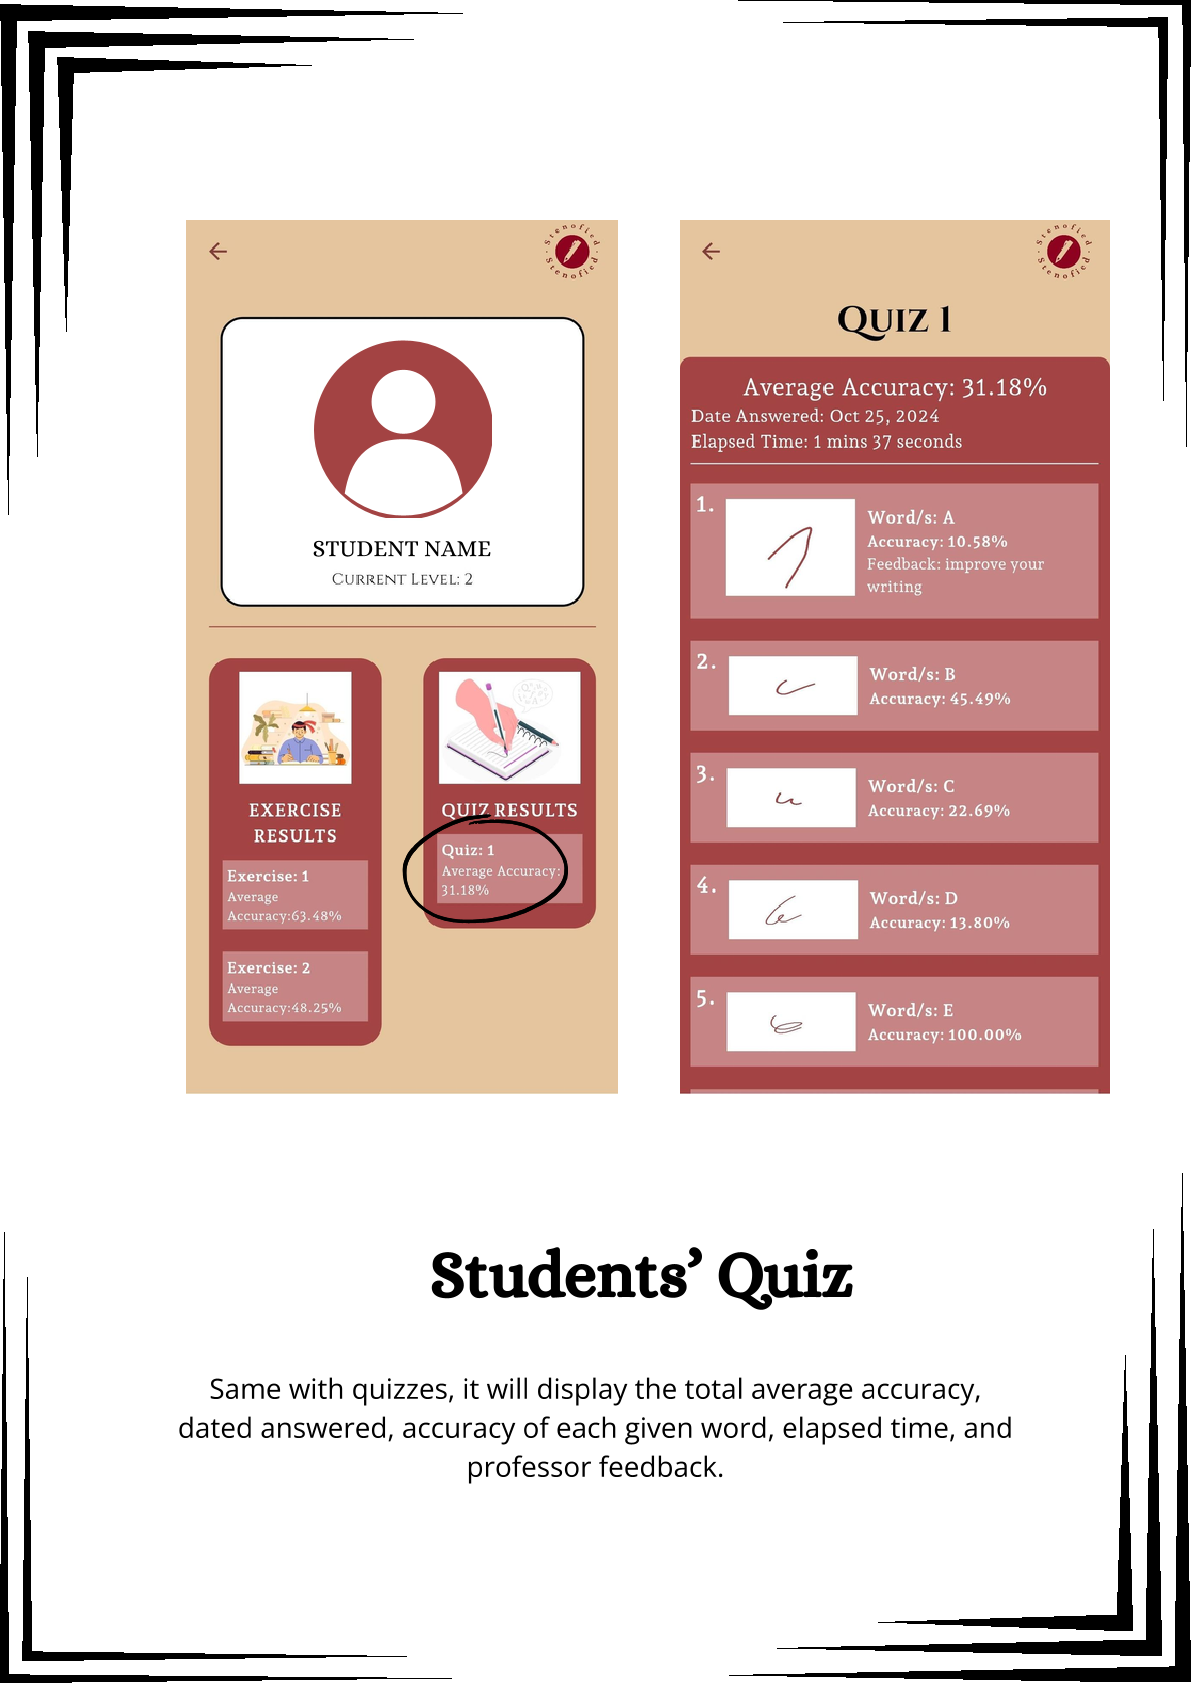 Stenofied · Stenofied ·
STUDENT NAME
CURRENT LEVEL: 2
EXERCISE
RESULTS
Exercise: 1
Average
Accuracy:63.48%
Exercise: 2
Average
Accuracy:48.25%
QUIZ RESULTS
Quiz: 1
Average Accuracy:
31.18%
Stenofied · Stenofied ·
QUIZ 1
Average Accuracy: 31.18%
Date Answered: Oct 25, 2024
Elapsed Time: 1 mins 37 seconds
1.
Word/s: A
Accuracy: 10.58%
Feedback: improve your
writing
2.
Word/s: B
Accuracy: 45.49%
3.
Word/s: C
Accuracy: 22.69%
4.
Word/s: D
Accuracy: 13.80%
5.
Word/s: E
Accuracy: 100.00%
Students’ Quiz
Same with quizzes, it will display the total average accuracy,
dated answered, accuracy of each given word, elapsed time, and
professor feedback.